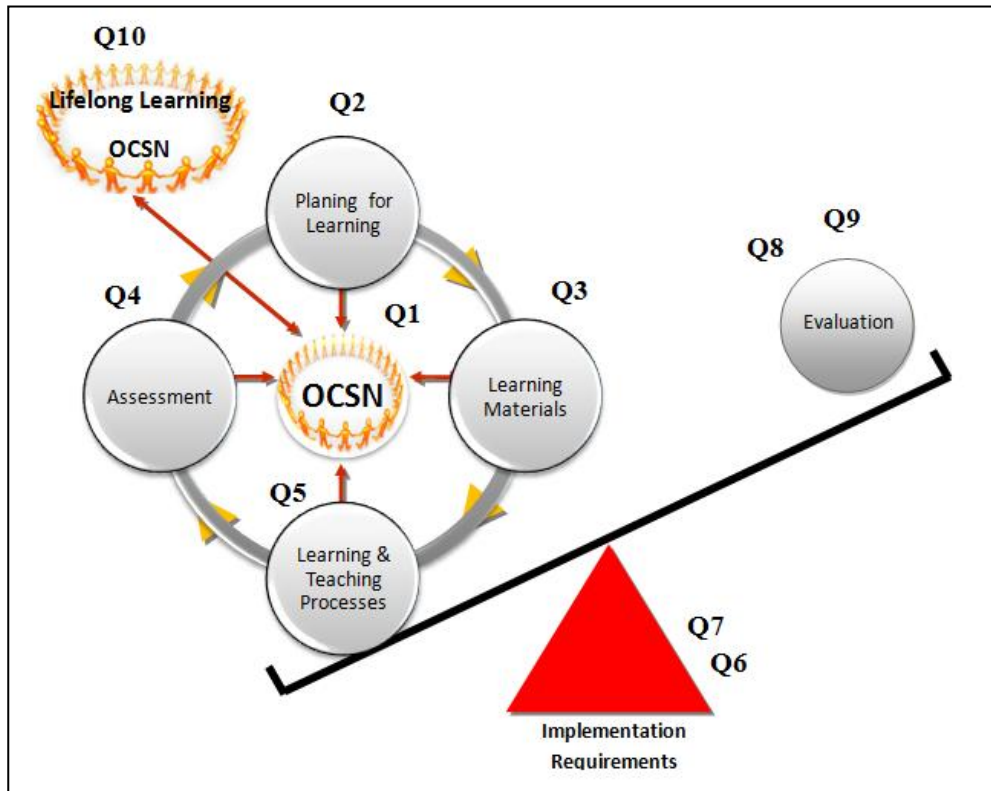 Q10
Lifelong Learning
OCSN
Q2
Planing for
Learning
Q9
Q8
Evaluation
Q4
Q1
Q3
Assessment
OCSN
Learning
Materials
Q5
Learning &
Teaching
Processes
Q7
Q6
Implementation
Requirements